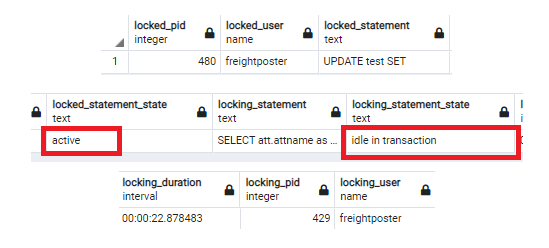 locked_pid locked_user locked_statement
integer name text
1 480 freightposter UPDATE test SET
locked_statement_state locking_statement locking_statement_state
text text text
active SELECT att.attname as ... idle in transaction
locking_duration locking_pid locking_user
interval integer name
00:00:22.878483 429 freightposter